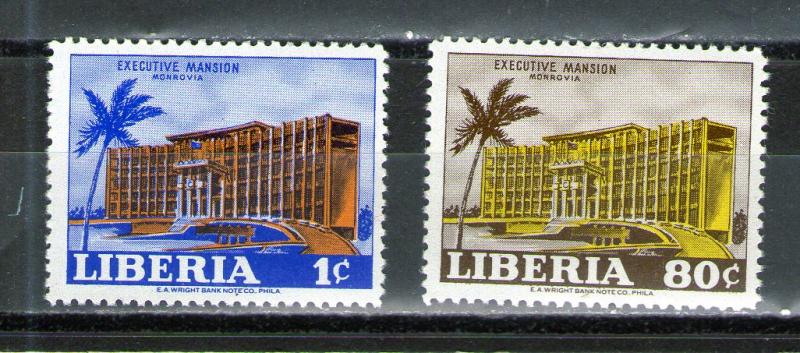 EXECUTIVE MANSION
MONROVIA
LIBERIA 1¢
E.A. WRIGHT BANK NOTE CO., PHILA.
EXECUTIVE MANSION
MONROVIA
LIBERIA 80¢
E.A. WRIGHT BANK NOTE CO., PHILA.